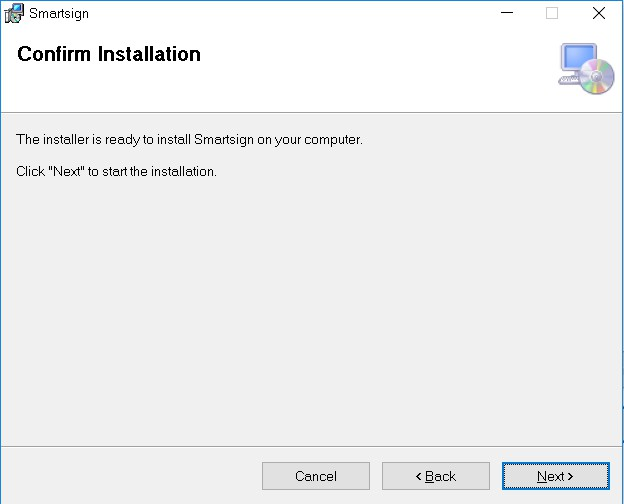 Smartsign
Confirm Installation
The installer is ready to install Smartsign on your computer.
Click "Next" to start the installation.
Cancel
< Back
Next >